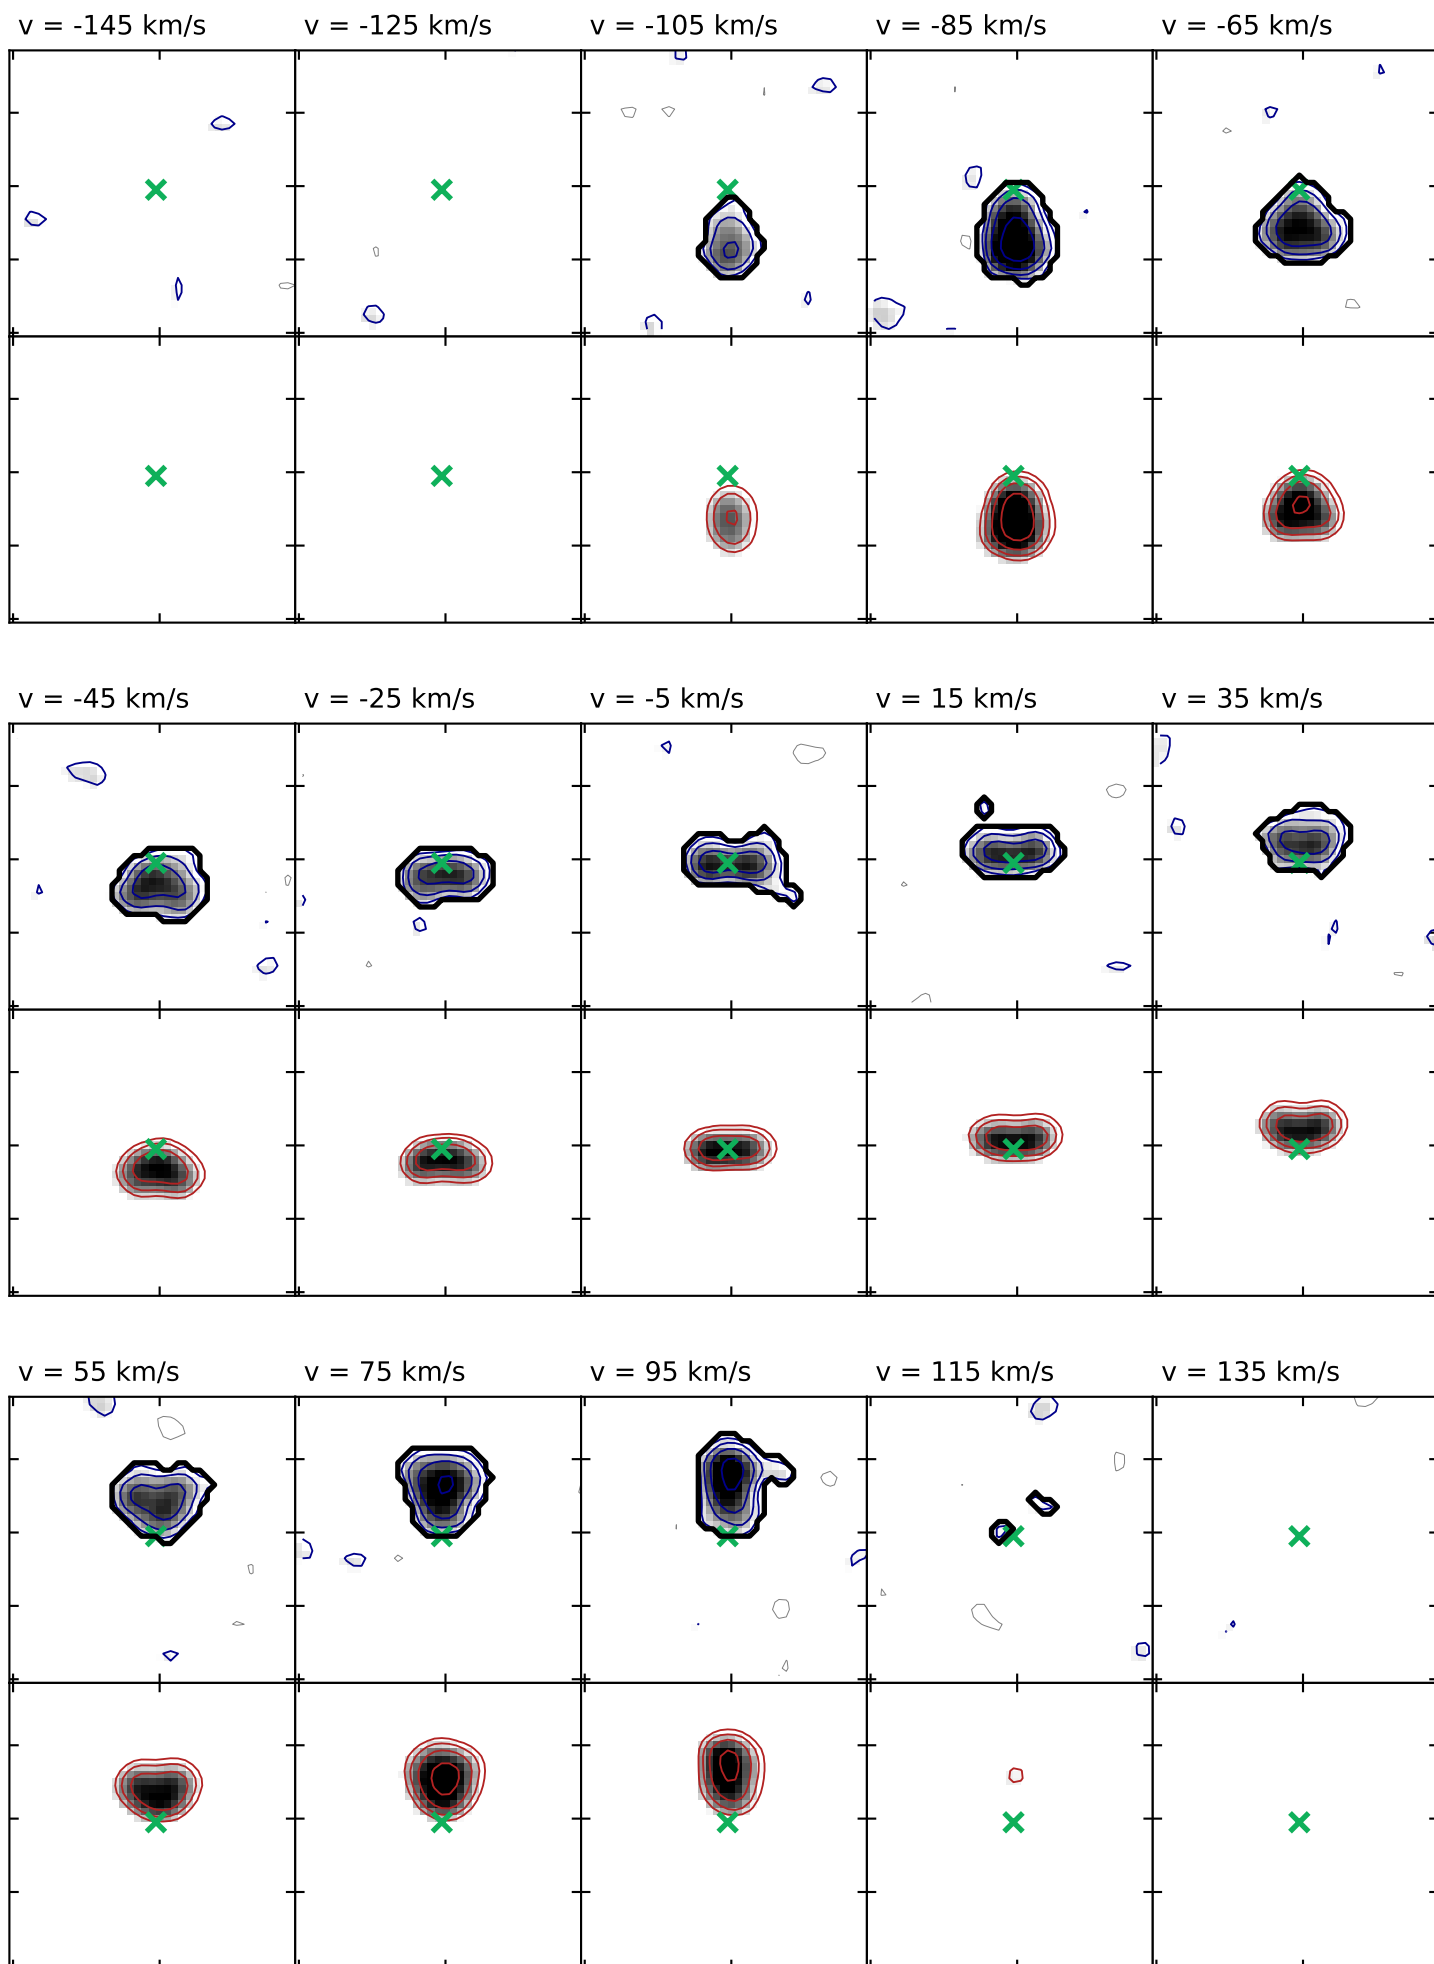 v = -145 km/s
v = -125 km/s
v = -105 km/s
v = -85 km/s
v = -65 km/s
v = -45 km/s
v = -25 km/s
v = -5 km/s
v = 15 km/s
v = 35 km/s
v = 55 km/s
v = 75 km/s
v = 95 km/s
v = 115 km/s
v = 135 km/s